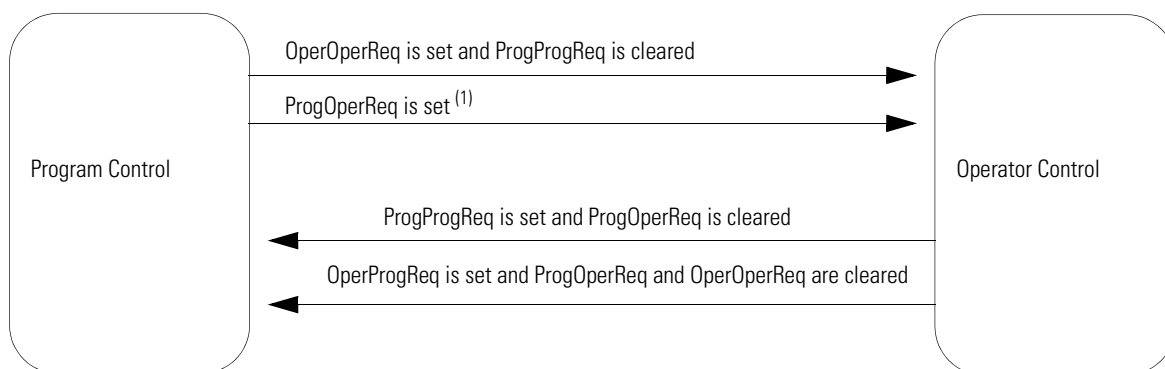 OperOperReq is set and ProgProgReq is cleared
ProgOperReq is set (1)
Program Control
Operator Control
ProgProgReq is set and ProgOperReq is cleared
OperProgReq is set and ProgOperReq and OperOperReq are cleared